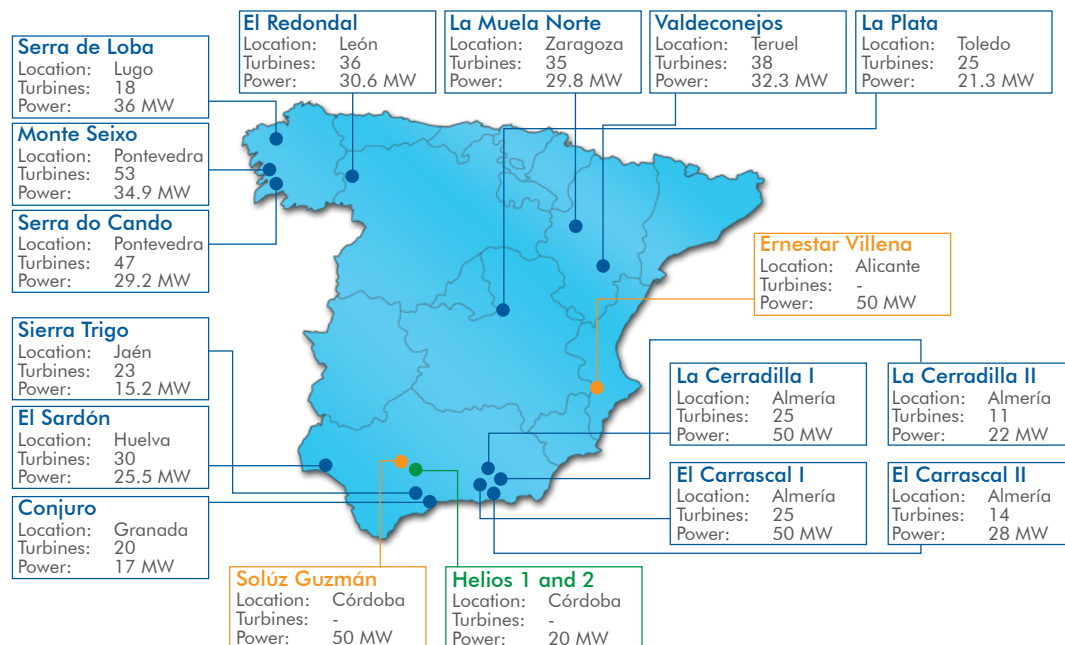 El Redondal
Location: León
Turbines: 36
Power: 30.6 MW
La Muela Norte
Location: Zaragoza
Turbines: 35
Power: 29.8 MW
Valdeconejos
Location: Teruel
Turbines: 38
Power: 32.3 MW
La Plata
Location: Toledo
Turbines: 25
Power: 21.3 MW
Serra de Loba
Location: Lugo
Turbines: 18
Power: 36 MW
Monte Seixo
Location: Pontevedra
Turbines: 53
Power: 34.9 MW
Serra do Cando
Location: Pontevedra
Turbines: 47
Power: 29.2 MW
Ernestar Villena
Location: Alicante
Turbines: -
Power: 50 MW
Sierra Trigo
Location: Jaén
Turbines: 23
Power: 15.2 MW
El Sardón
Location: Huelva
Turbines: 30
Power: 25.5 MW
Conjuro
Location: Granada
Turbines: 20
Power: 17 MW
La Cerradilla I
Location: Almería
Turbines: 25
Power: 50 MW
La Cerradilla II
Location: Almería
Turbines: 11
Power: 22 MW
El Carrascal I
Location: Almería
Turbines: 25
Power: 50 MW
El Carrascal II
Location: Almería
Turbines: 14
Power: 28 MW
Solúz Guzmán
Location: Córdoba
Turbines: -
Power: 50 MW
Helios 1 and 2
Location: Córdoba
Turbines: -
Power: 20 MW